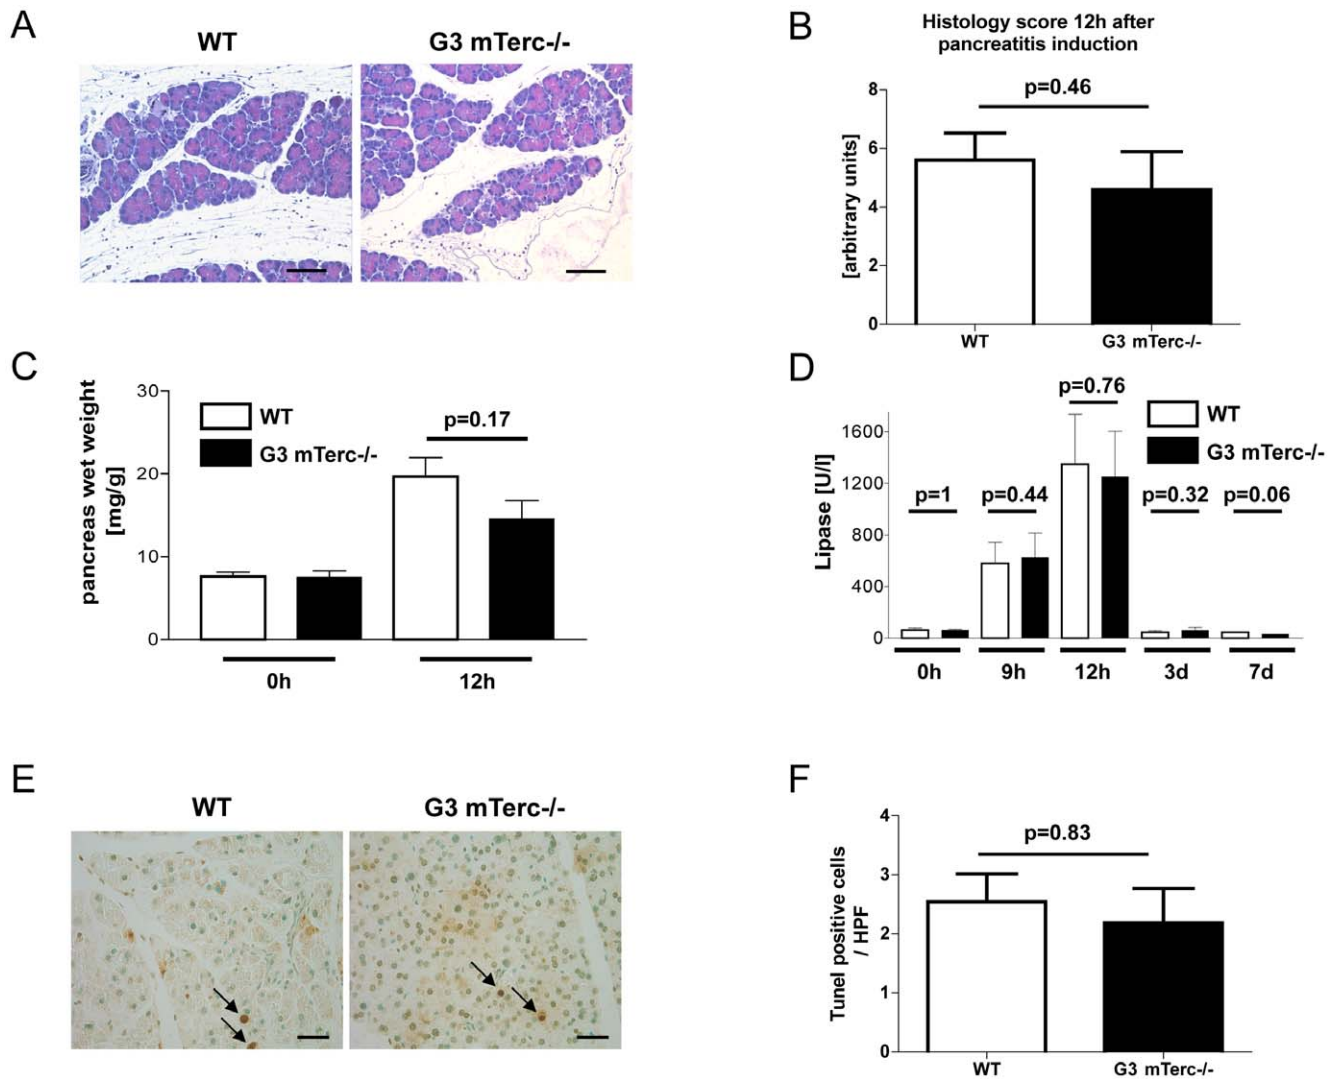 A
WT
G3 mTerc-/-
B
Histology score 12h after
pancreatitis induction
p=0.46
[arbitrary units]
8
6
4
2
0
WT
G3 mTerc-/-
C
pancreas wet weight
[mg/g]
30
20
10
0
WT
G3 mTerc-/-
p=0.17
0h
12h
D
Lipase [U/l]
1600
1200
800
400
0
p=0.76
WT
G3 mTerc-/-
p=1
p=0.44
p=0.32
p=0.06
0h
9h
12h
3d
7d
E
WT
G3 mTerc-/-
F
Tunel positive cells
/ HPF
4
3
2
1
0
p=0.83
WT
G3 mTerc-/-